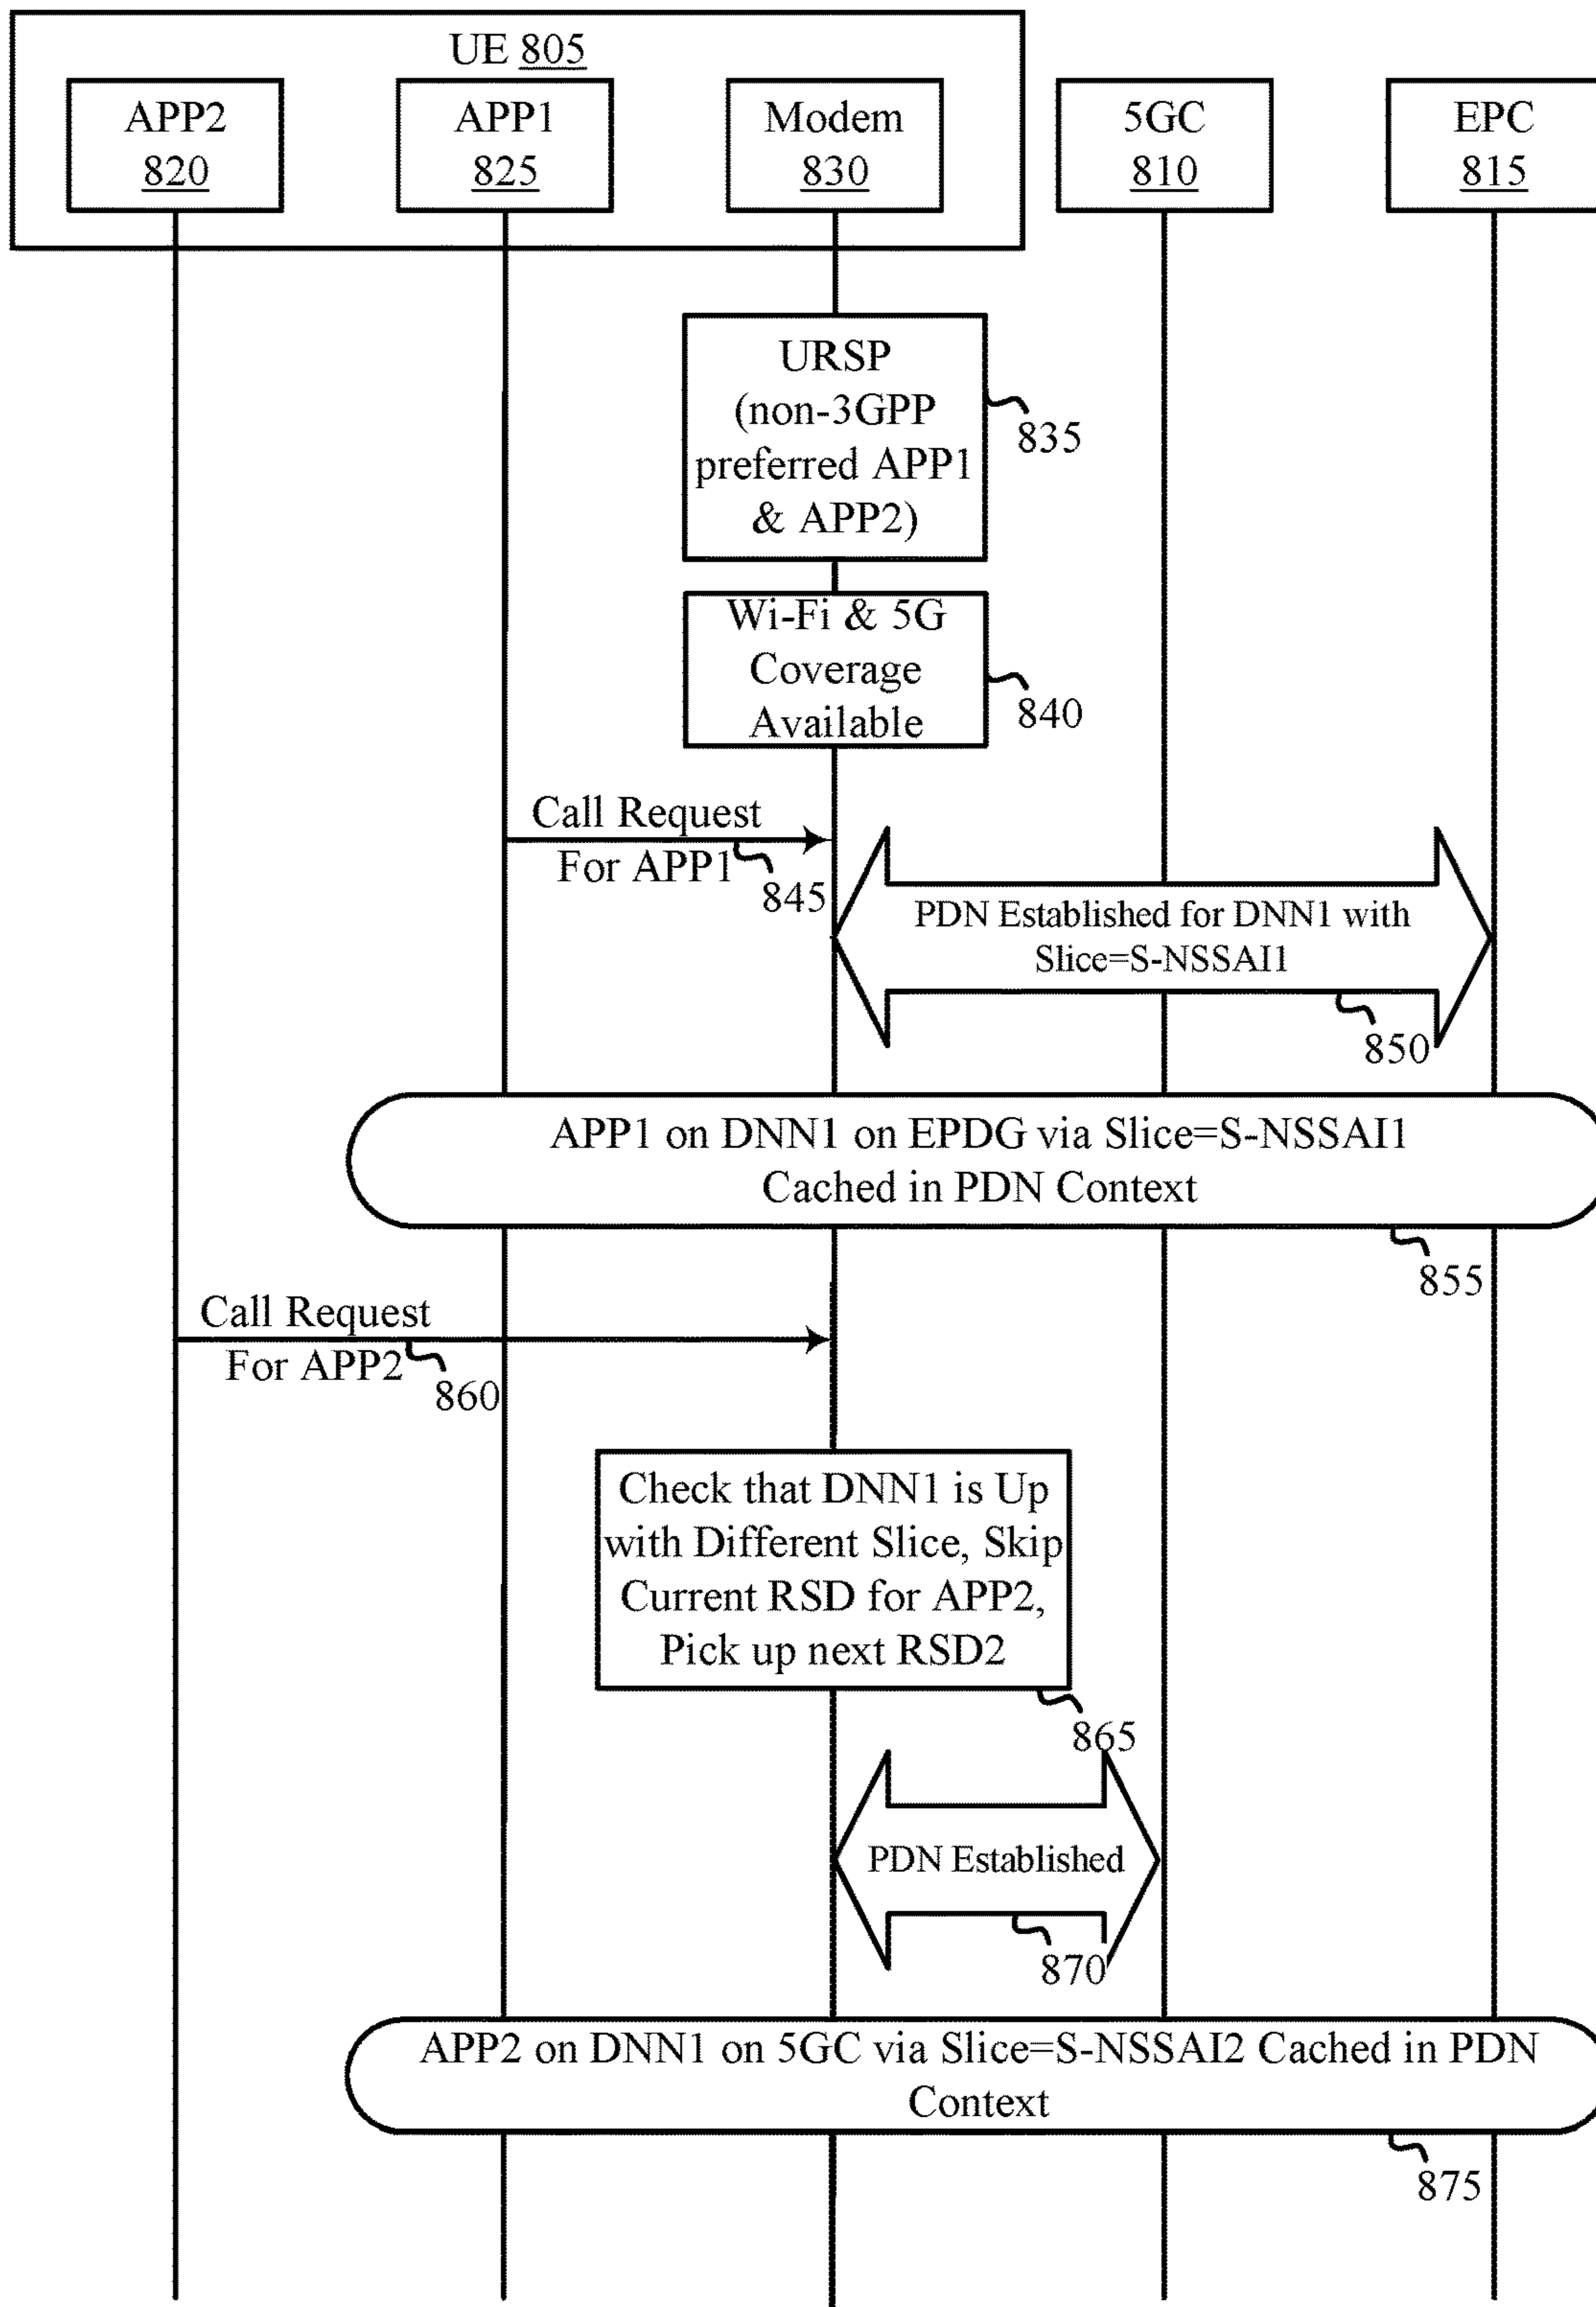 UE 805
APP2
820
APP1
825
Modem
830
5GC
810
EPC
815
URSP
(non-3GPP
preferred APP1
& APP2)
835
Wi-Fi & 5G
Coverage
Available
840
Call Request
For APP1
845
PDN Established for DNN1 with
Slice=S-NSSAI1
850
APP1 on DNN1 on EPDG via Slice=S-NSSAI1
Cached in PDN Context
855
Call Request
For APP2
860
Check that DNN1 is Up
with Different Slice, Skip
Current RSD for APP2,
Pick up next RSD2
865
PDN Established
870
APP2 on DNN1 on 5GC via Slice=S-NSSAI2 Cached in PDN
Context
875